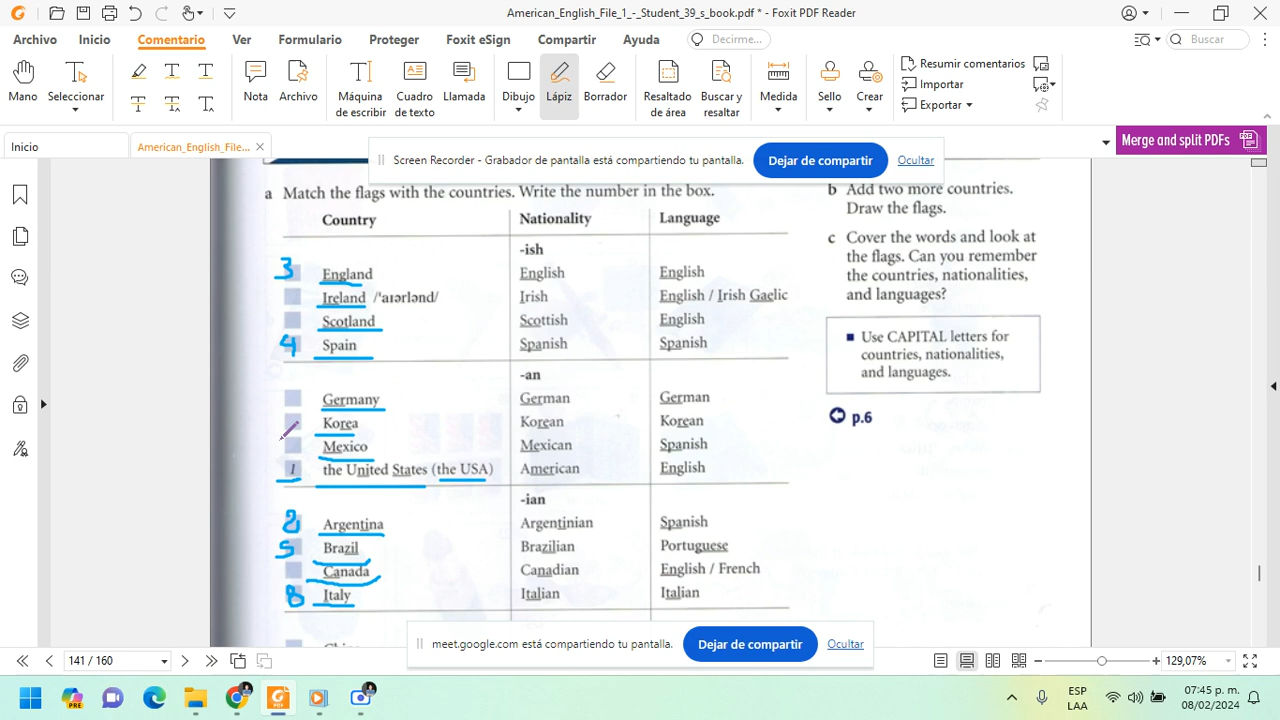 American_English_File_1_-_Student_39_s_book.pdf * - Foxit PDF Reader
Archivo Inicio Comentario Ver Formulario Proteger Foxit eSign Compartir Ayuda Decirme... Buscar
Mano
Seleccionar
Nota
Archivo
Máquina de escribir
Cuadro de texto
Llamada
Dibujo
Lápiz
Borrador
Resaltado de área
Buscar y resaltar
Medida
Sello
Crear
Resumir comentarios
Importar
Exportar
Inicio
American_English_File...
Merge and split PDFs
Screen Recorder - Grabador de pantalla está compartiendo tu pantalla. Dejar de compartir Ocultar
a Match the flags with the countries. Write the number in the box.
Country Nationality Language
-ish
3 England English English
Ireland /ˈaɪərlənd/ Irish English / Irish Gaelic
Scotland Scottish English
4 Spain Spanish Spanish
-an
Germany German German
Korea Korean Korean
Mexico Mexican Spanish
1 the United States (the USA) American English
-ian
2 Argentina Argentinian Spanish
5 Brazil Brazilian Portuguese
Canada Canadian English / French
8 Italy Italian Italian
b Add two more countries.
Draw the flags.
c Cover the words and look at
the flags. Can you remember
the countries, nationalities,
and languages?
Use CAPITAL letters for
countries, nationalities,
and languages.
p.6
meet.google.com está compartiendo tu pantalla. Dejar de compartir Ocultar
141 / 160
129,07%
PRE
ESP
LAA
07:45 p. m.
08/02/2024